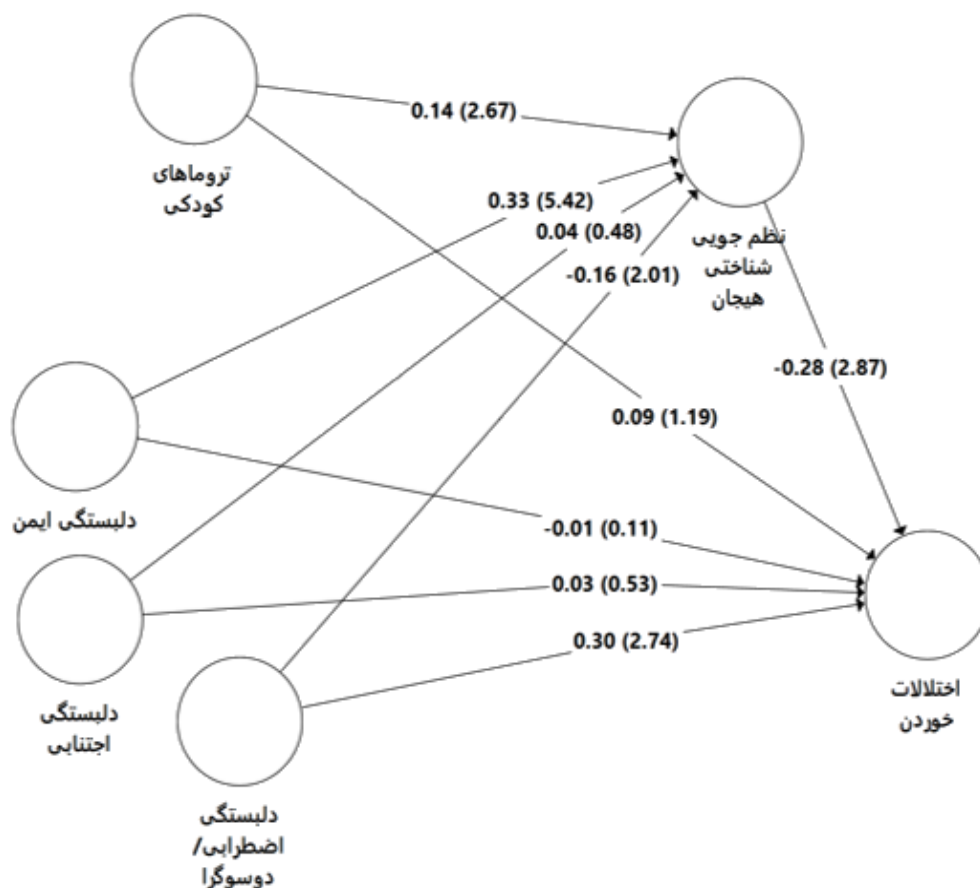 تروماهای
کودکی
0.14 (2.67)
نظم جویی
شناختی
هیجان
0.33 (5.42)
0.04 (0.48)
-0.16 (2.01)
-0.28 (2.87)
0.09 (1.19)
دلبستگی ایمن
-0.01 (0.11)
0.03 (0.53)
0.30 (2.74)
دلبستگی
اجتنابی
اختلالات
خوردن
دلبستگی
اضطرابی/
دوسوگرا